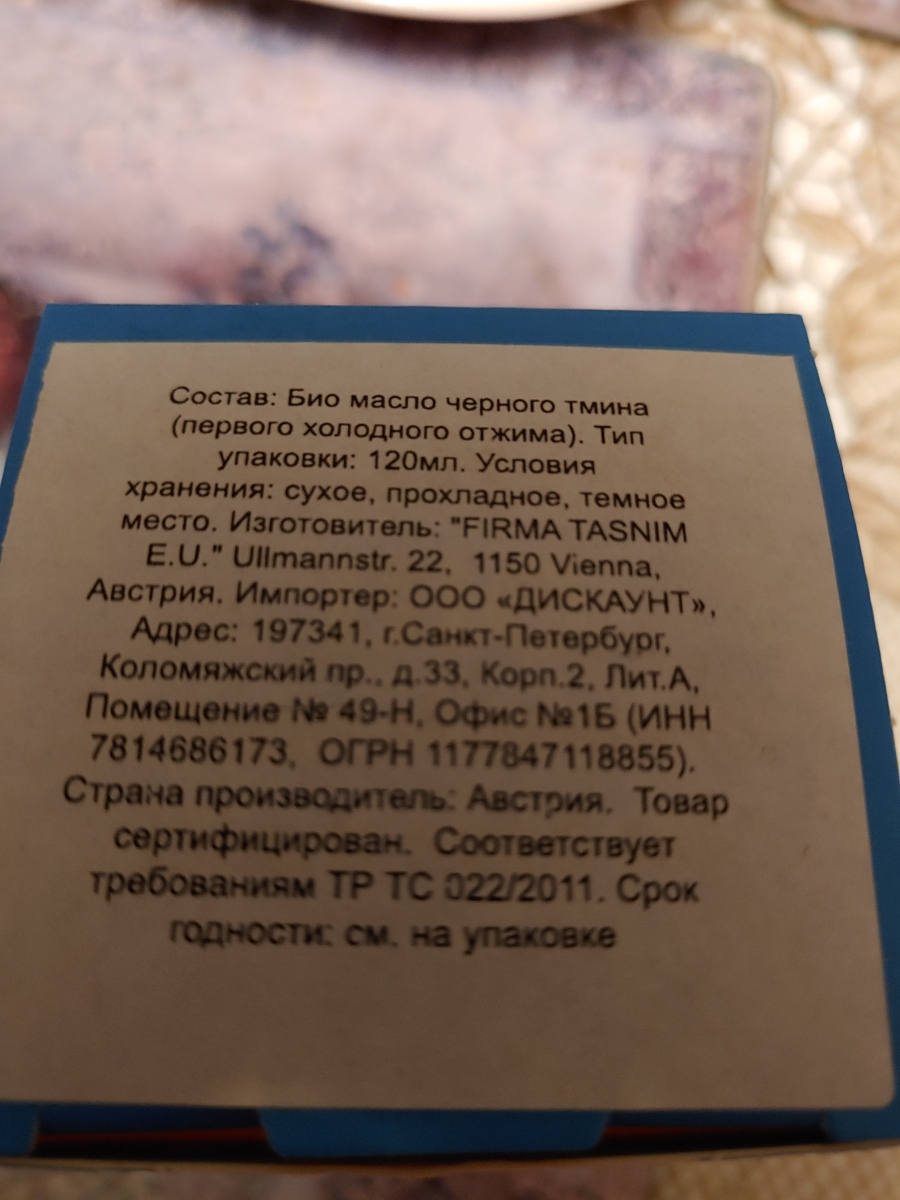 Состав: Био масло черного тмина
(первого холодного отжима). Тип
упаковки: 120мл. Условия
хранения: сухое, прохладное, темное
место. Изготовитель: "FIRMA TASNIM
E.U." Ullmannstr. 22, 1150 Vienna,
Австрия. Импортер: ООО «ДИСКАУНТ»,
Адрес: 197341, г.Санкт-Петербург,
Коломяжский пр., д.33, Корп.2, Лит.А,
Помещение № 49-Н, Офис №1Б (ИНН
7814686173, ОГРН 1177847118855).
Страна производитель: Австрия. Товар
сертифицирован. Соответствует
требованиям ТР ТС 022/2011. Срок
годности: см. на упаковке